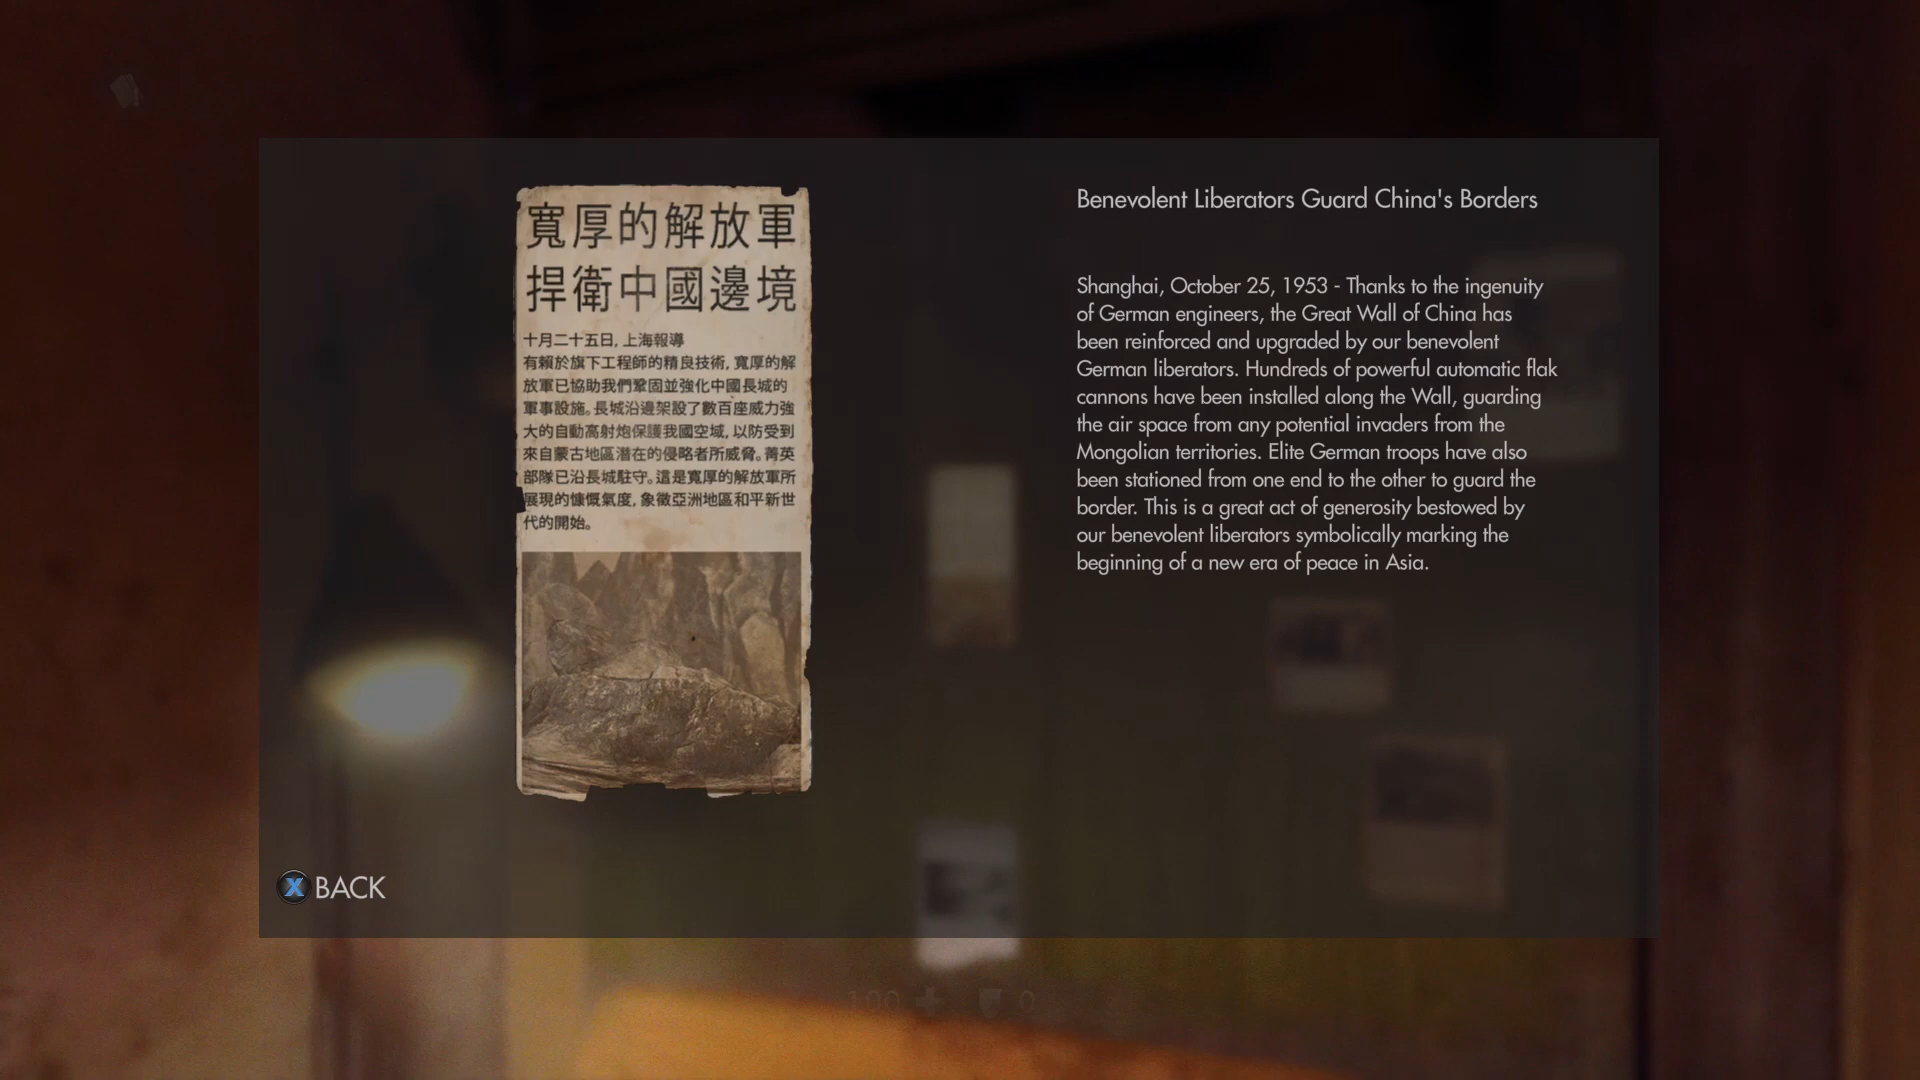 寬厚的解放軍
捍衛中國邊境
十月二十五日, 上海報導
有賴於旗下工程師的精良技術, 寬厚的解
放軍已協助我們鞏固並強化中國長城的
軍事設施。長城沿邊架設了數百座威力強
大的自動高射炮保護我國空域, 以防受到
來自蒙古地區潛在的侵略者所威脅。菁英
部隊已沿長城駐守。這是寬厚的解放軍所
展現的慷慨氣度, 象徵亞洲地區和平新世
代的開始。
Benevolent Liberators Guard China's Borders
Shanghai, October 25, 1953 - Thanks to the ingenuity
of German engineers, the Great Wall of China has
been reinforced and upgraded by our benevolent
German liberators. Hundreds of powerful automatic flak
cannons have been installed along the Wall, guarding
the air space from any potential invaders from the
Mongolian territories. Elite German troops have also
been stationed from one end to the other to guard the
border. This is a great act of generosity bestowed by
our benevolent liberators symbolically marking the
beginning of a new era of peace in Asia.
X BACK
100 0